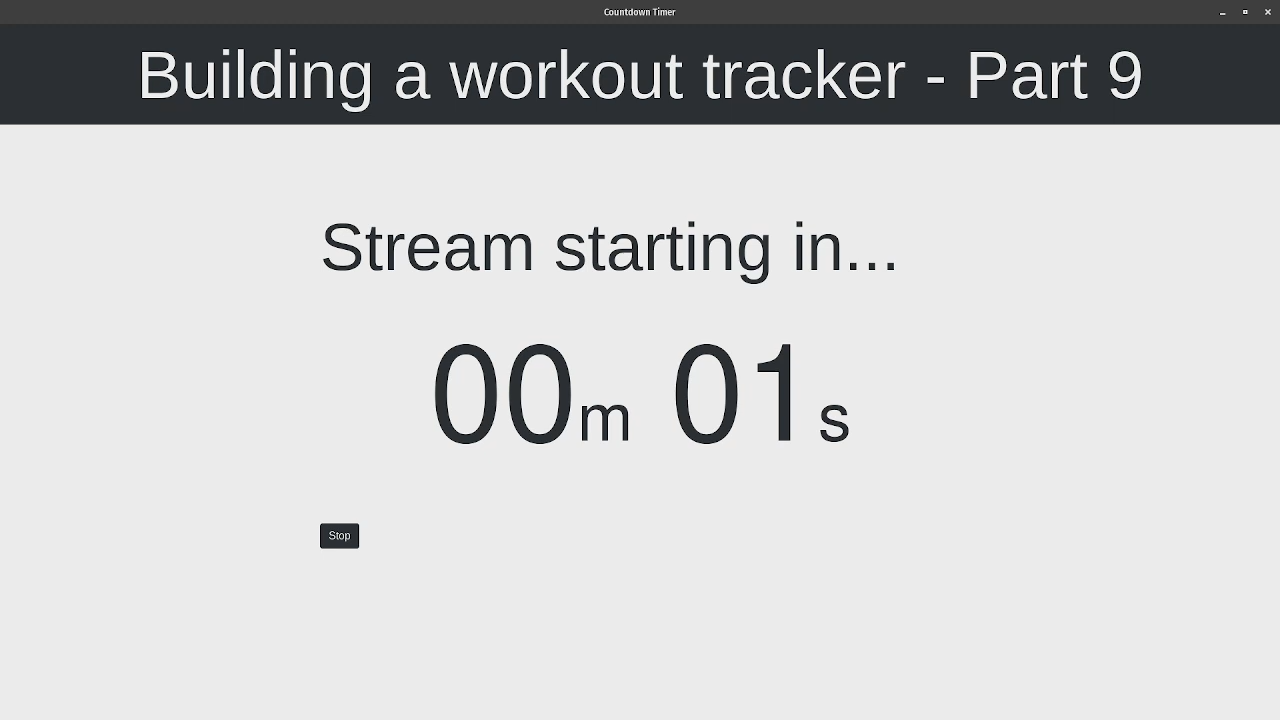 Countdown Timer
Building a workout tracker - Part 9
Stream starting in...
00m 01s
Stop